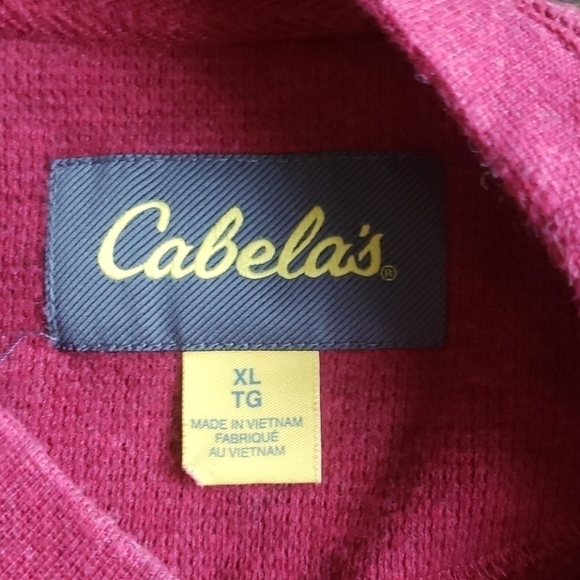 Cabela's®
XL
TG
MADE IN VIETNAM
FABRIQUÉ
AU VIETNAM